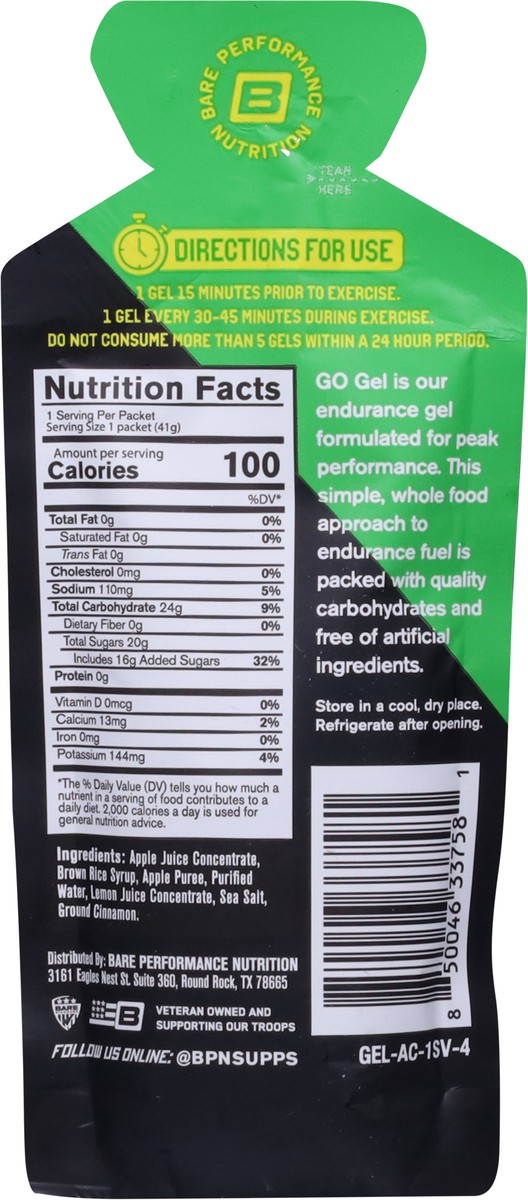 BARE PERFORMANCE
B
NUTRITION
TEAR
HERE
DIRECTIONS FOR USE
1 GEL 15 MINUTES PRIOR TO EXERCISE.
1 GEL EVERY 30-45 MINUTES DURING EXERCISE.
DO NOT CONSUME MORE THAN 5 GELS WITHIN A 24 HOUR PERIOD.
Nutrition Facts
1 Serving Per Packet
Serving Size 1 packet (41g)
Amount per serving
Calories 100
%DV*
Total Fat 0g 0%
Saturated Fat 0g 0%
Trans Fat 0g
Cholesterol 0mg 0%
Sodium 110mg 5%
Total Carbohydrate 24g 9%
Dietary Fiber 0g 0%
Total Sugars 20g
Includes 16g Added Sugars 32%
Protein 0g
Vitamin D 0mcg 0%
Calcium 13mg 2%
Iron 0mg 0%
Potassium 144mg 4%
*The % Daily Value (DV) tells you how much a
nutrient in a serving of food contributes to a
daily diet. 2,000 calories a day is used for
general nutrition advice.
GO Gel is our
endurance gel
formulated for peak
performance. This
simple, whole food
approach to
endurance fuel is
packed with quality
carbohydrates and
free of artificial
ingredients.
Store in a cool, dry place.
Refrigerate after opening.
Ingredients: Apple Juice Concentrate,
Brown Rice Syrup, Apple Puree, Purified
Water, Lemon Juice Concentrate, Sea Salt,
Ground Cinnamon.
Distributed By: BARE PERFORMANCE NUTRITION
3161 Eagles Nest St. Suite 360, Round Rock, TX 78665
BARE
B
VETERAN OWNED AND
SUPPORTING OUR TROOPS
FOLLOW US ONLINE: @BPNSUPPS
8 50046 33758 1
GEL-AC-1SV-4